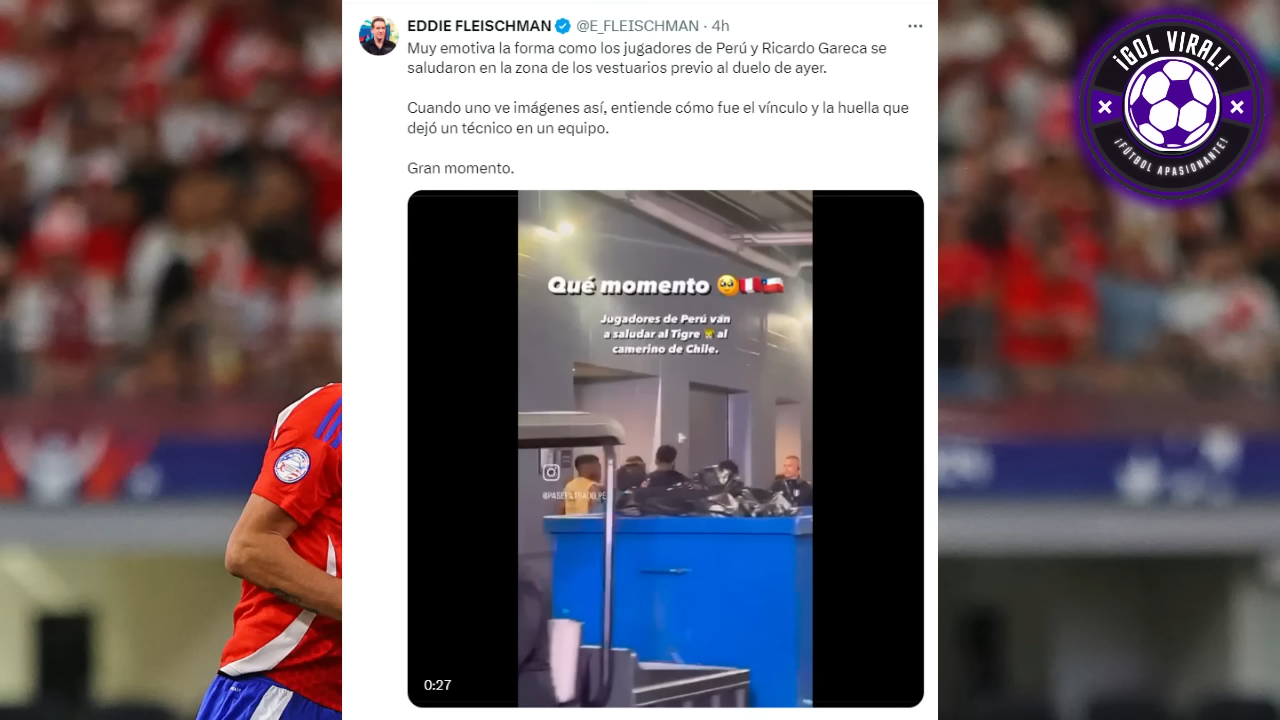 EDDIE FLEISCHMAN @E_FLEISCHMAN · 4h
Muy emotiva la forma como los jugadores de Perú y Ricardo Gareca se
saludaron en la zona de los vestuarios previo al duelo de ayer.
Cuando uno ve imágenes así, entiende cómo fue el vínculo y la huella que
dejó un técnico en un equipo.
Gran momento.
Qué momento 🥹🇵🇪🇨🇱
Jugadores de Perú van
a saludar al Tigre 🐯 al
camerino de Chile.
0:27
¡GOL VIRAL!
¡FÚTBOL APASIONANTE!